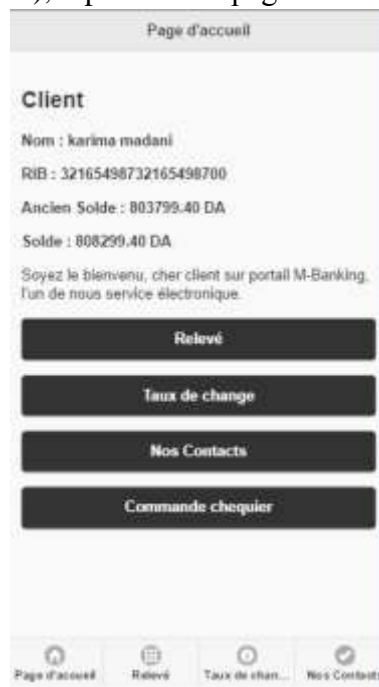 Page d'accueil
Client
Nom : karima madani
RIB : 32165498732165498700
Ancien Solde : 803799.40 DA
Solde : 808299.40 DA
Soyez le bienvenu, cher client sur portail M-Banking,
l'un de nous service électronique.
Relevé
Taux de change
Nos Contacts
Commande chequier
Page d'accueil Relevé Taux de chan... Nos Contacts